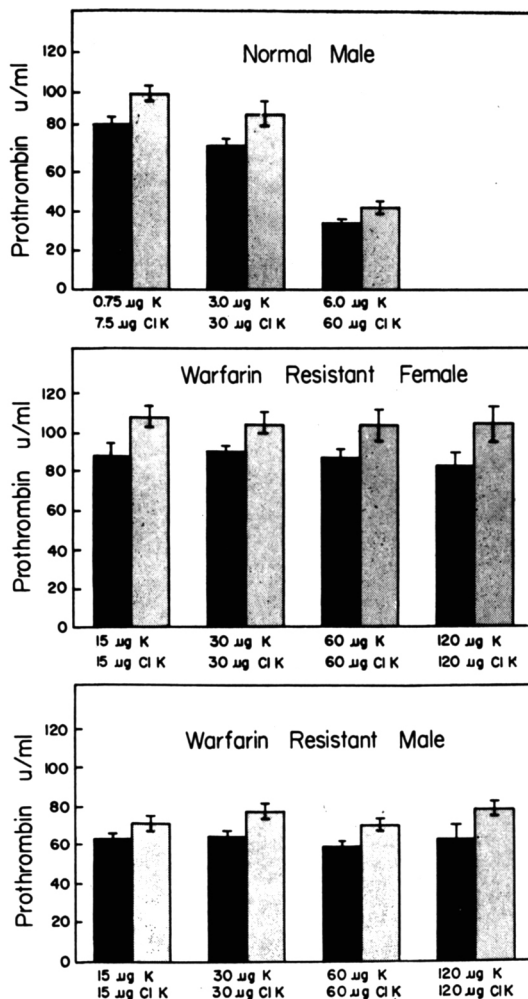 Prothrombin u/ml
120
100
80
60
40
20
0
Normal Male
0.75 µg K 3.0 µg K 6.0 µg K
7.5 µg Cl K 30 µg Cl K 60 µg Cl K
Prothrombin u/ml
120
100
80
60
40
20
0
Warfarin Resistant Female
15 µg K 30 µg K 60 µg K 120 µg K
15 µg Cl K 30 µg Cl K 60 µg Cl K 120 µg Cl K
Prothrombin u/ml
120
100
80
60
40
20
0
Warfarin Resistant Male
15 µg K 30 µg K 60 µg K 120 µg K
15 µg Cl K 30 µg Cl K 60 µg Cl K 120 µg Cl K